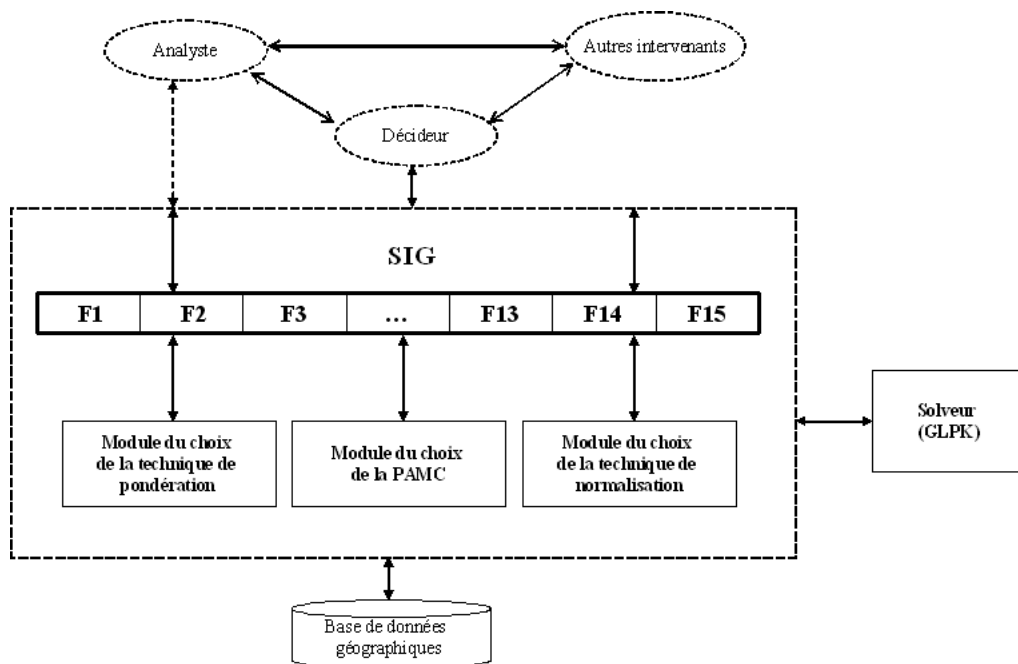 Analyste
Autres intervenants
Décideur
SIG
F1 F2 F3 ... F13 F14 F15
Module du choix
de la technique de
pondération
Module du choix
de la PAMC
Module du choix
de la technique de
normalisation
Solveur
(GLPK)
Base de données
géographiques